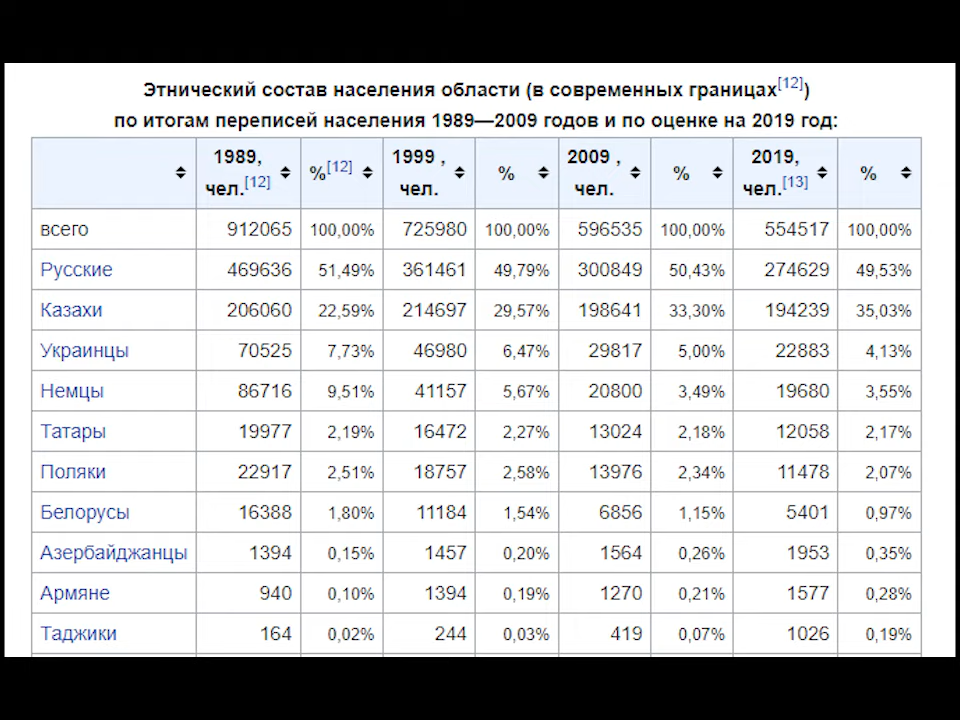 Этнический состав населения области (в современных границах[12])
по итогам переписей населения 1989—2009 годов и по оценке на 2019 год:
1989, чел.[12] %[12] 1999 , чел. % 2009 , чел. % 2019, чел.[13] %
всего 912065 100,00% 725980 100,00% 596535 100,00% 554517 100,00%
Русские 469636 51,49% 361461 49,79% 300849 50,43% 274629 49,53%
Казахи 206060 22,59% 214697 29,57% 198641 33,30% 194239 35,03%
Украинцы 70525 7,73% 46980 6,47% 29817 5,00% 22883 4,13%
Немцы 86716 9,51% 41157 5,67% 20800 3,49% 19680 3,55%
Татары 19977 2,19% 16472 2,27% 13024 2,18% 12058 2,17%
Поляки 22917 2,51% 18757 2,58% 13976 2,34% 11478 2,07%
Белорусы 16388 1,80% 11184 1,54% 6856 1,15% 5401 0,97%
Азербайджанцы 1394 0,15% 1457 0,20% 1564 0,26% 1953 0,35%
Армяне 940 0,10% 1394 0,19% 1270 0,21% 1577 0,28%
Таджики 164 0,02% 244 0,03% 419 0,07% 1026 0,19%